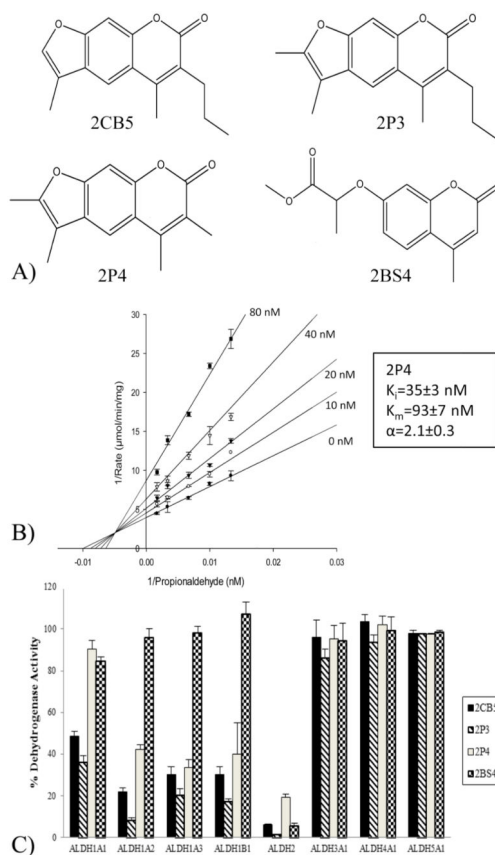 A)
O
O
O
2CB5
O
O
O
2P3
O
O
O
2P4
O
O
O
O
O
2BS4
B)
1/Rate (µmol/min/mg)
30
25
20
15
10
5
0
-0.01
0.00
0.01
0.02
0.03
1/Propionaldehyde (nM)
80 nM
40 nM
20 nM
10 nM
0 nM
2P4
Ki=35±3 nM
Km=93±7 nM
α=2.1±0.3
C)
% Dehydrogenase Activity
120
100
80
60
40
20
0
ALDH1A1
ALDH1A2
ALDH1A3
ALDH1B1
ALDH2
ALDH3A1
ALDH4A1
ALDH5A1
2CB5
2P3
2P4
2BS4